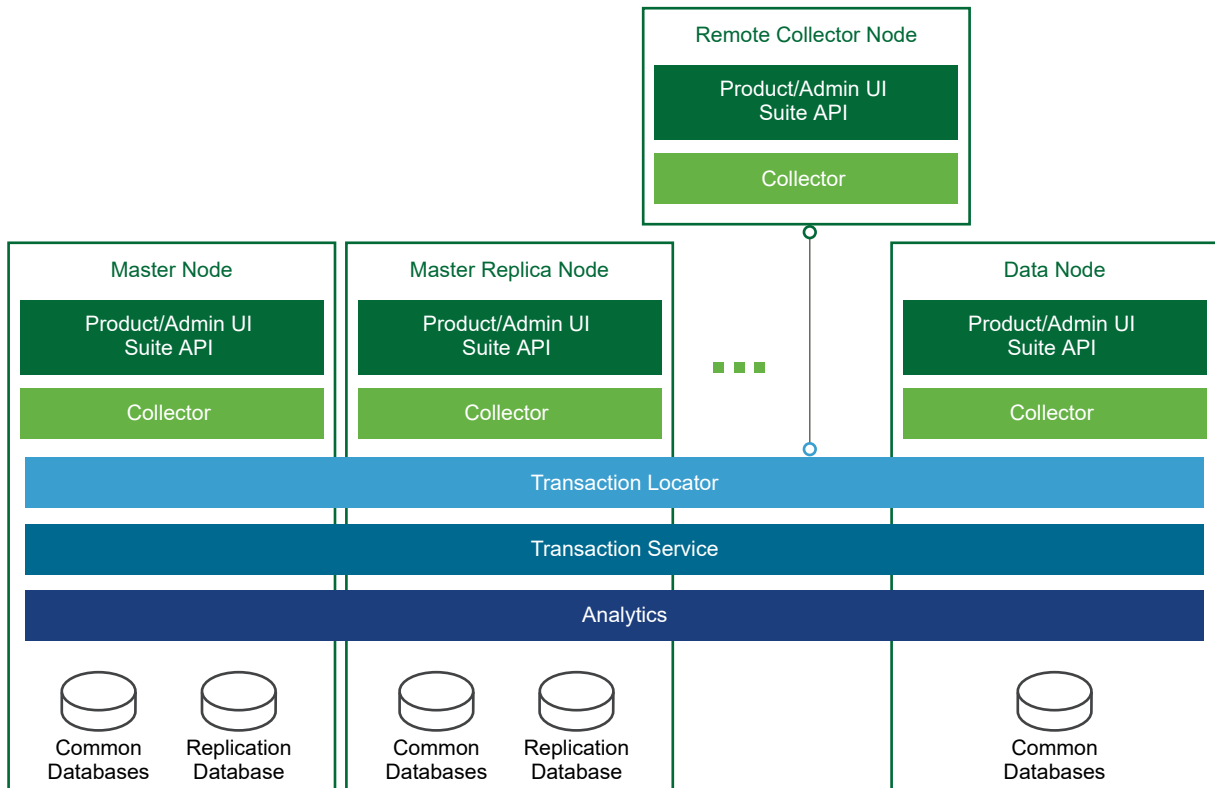 Remote Collector Node
Product/Admin UI
Suite API
Collector
Master Node
Product/Admin UI
Suite API
Collector
Master Replica Node
Product/Admin UI
Suite API
Collector
Data Node
Product/Admin UI
Suite API
Collector
Transaction Locator
Transaction Service
Analytics
Common
Databases
Replication
Database
Common
Databases
Replication
Database
Common
Databases